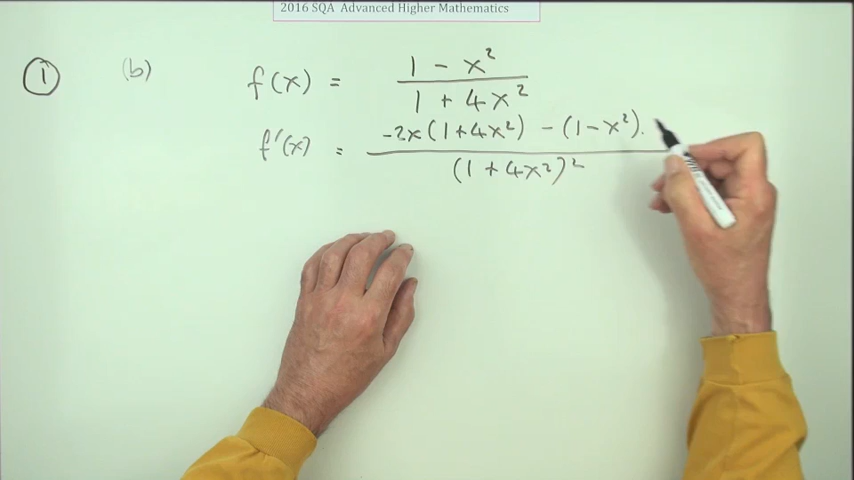 2016 SQA Advanced Higher Mathematics
① (b) f(x) = (1 - x²) / (1 + 4x²)
f'(x) = (-2x(1+4x²) - (1-x²).) / (1 + 4x²)²